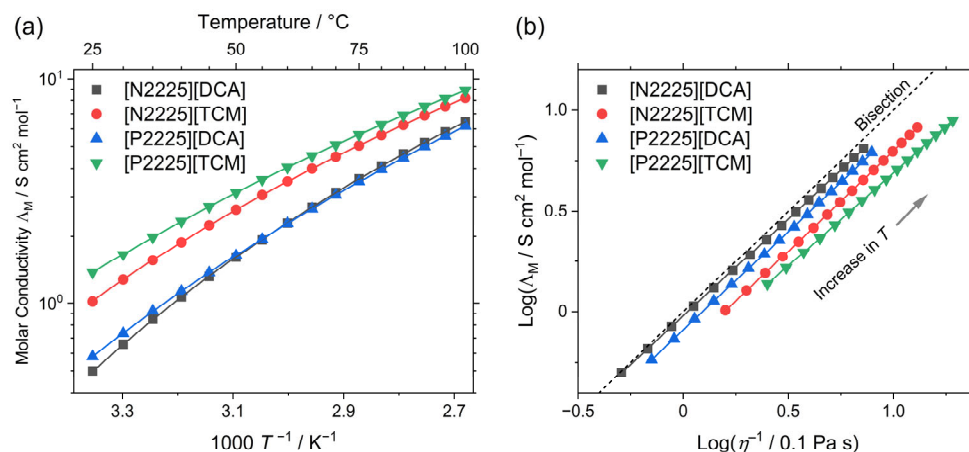 (a)
Temperature / °C
25 50 75 100
[N2225][DCA]
[N2225][TCM]
[P2225][DCA]
[P2225][TCM]
10¹
10⁰
Molar Conductivity Λ_M / S cm² mol⁻¹
3.3 3.1 2.9 2.7
1000 T⁻¹ / K⁻¹
(b)
[N2225][DCA]
[N2225][TCM]
[P2225][DCA]
[P2225][TCM]
Bisection
Increase in T
1.0
0.5
0
Log(Λ_M / S cm² mol⁻¹)
−0.5 0 0.5 1.0
Log(η⁻¹ / 0.1 Pa s)